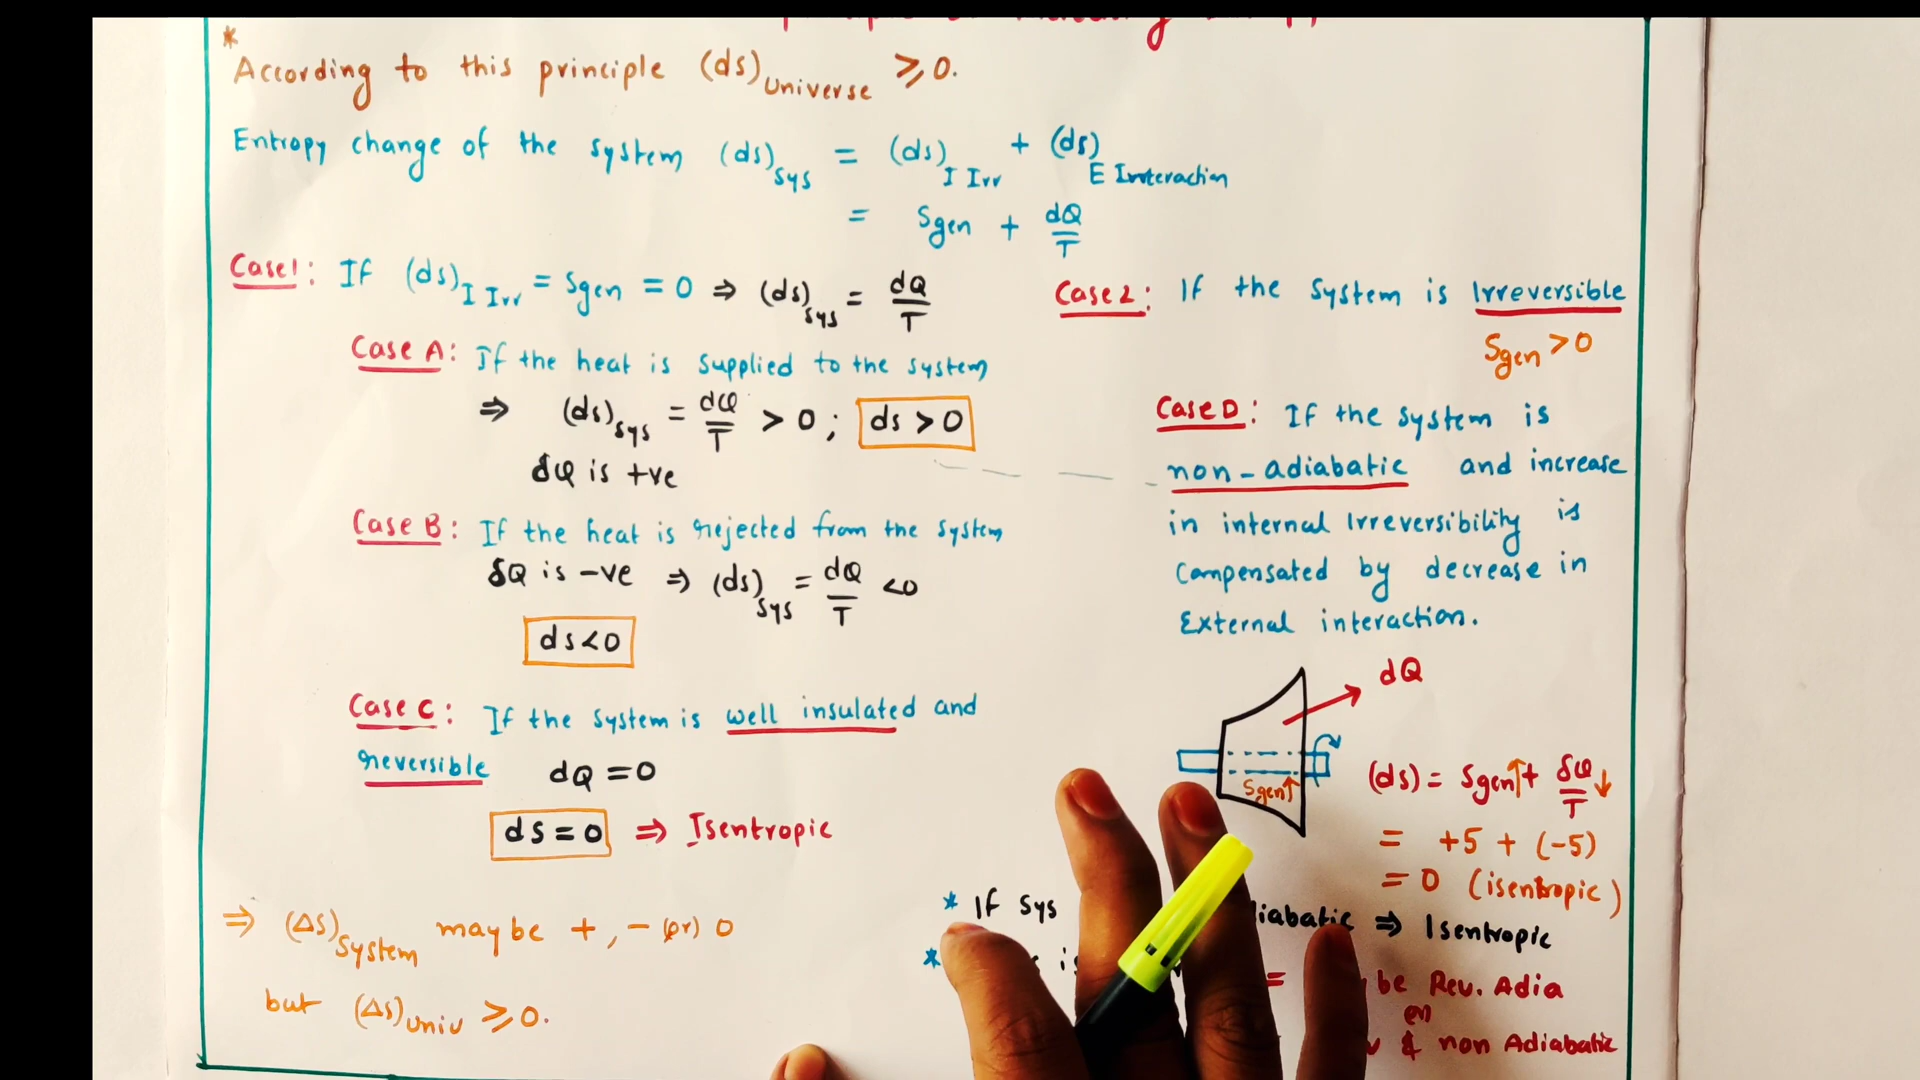 *
According to this principle (ds)Universe ⩾ 0.
Entropy change of the system (ds)sys = (ds)I Irr + (ds)E Interaction
= Sgen + dQ/T
Case1: If (ds)I Irr = Sgen = 0 ⇒ (ds)sys = dQ/T
Case A: If the heat is supplied to the system
⇒ (ds)sys = dQ/T > 0 ; ds > 0
δQ is +ve
Case B: If the heat is rejected from the system
δQ is -ve ⇒ (ds)sys = dQ/T <0
ds<0
Case C: If the system is well insulated and
reversible dQ = 0
ds = 0 ⇒ Isentropic
⇒ (Δs)system maybe +, - (or) 0
but (Δs)Univ ⩾ 0.
Case2: If the system is Irreversible
Sgen > 0
Case D: If the system is
non-adiabatic and increase
in internal Irreversibility is
compensated by decrease in
External interaction.
dQ
Sgen↑
(ds) = Sgen↑ + δQ/T↓
= +5 + (-5)
= 0 (isentropic)
* If sys ⇒ Isentropic
*
be Rev. Adia
& non Adiabatic